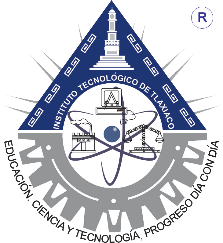 R
INSTITUTO TECNOLÓGICO DE TLAXIACO
EDUCACIÓN, CIENCIA Y TECNOLOGÍA, PROGRESO DÍA CON DÍA